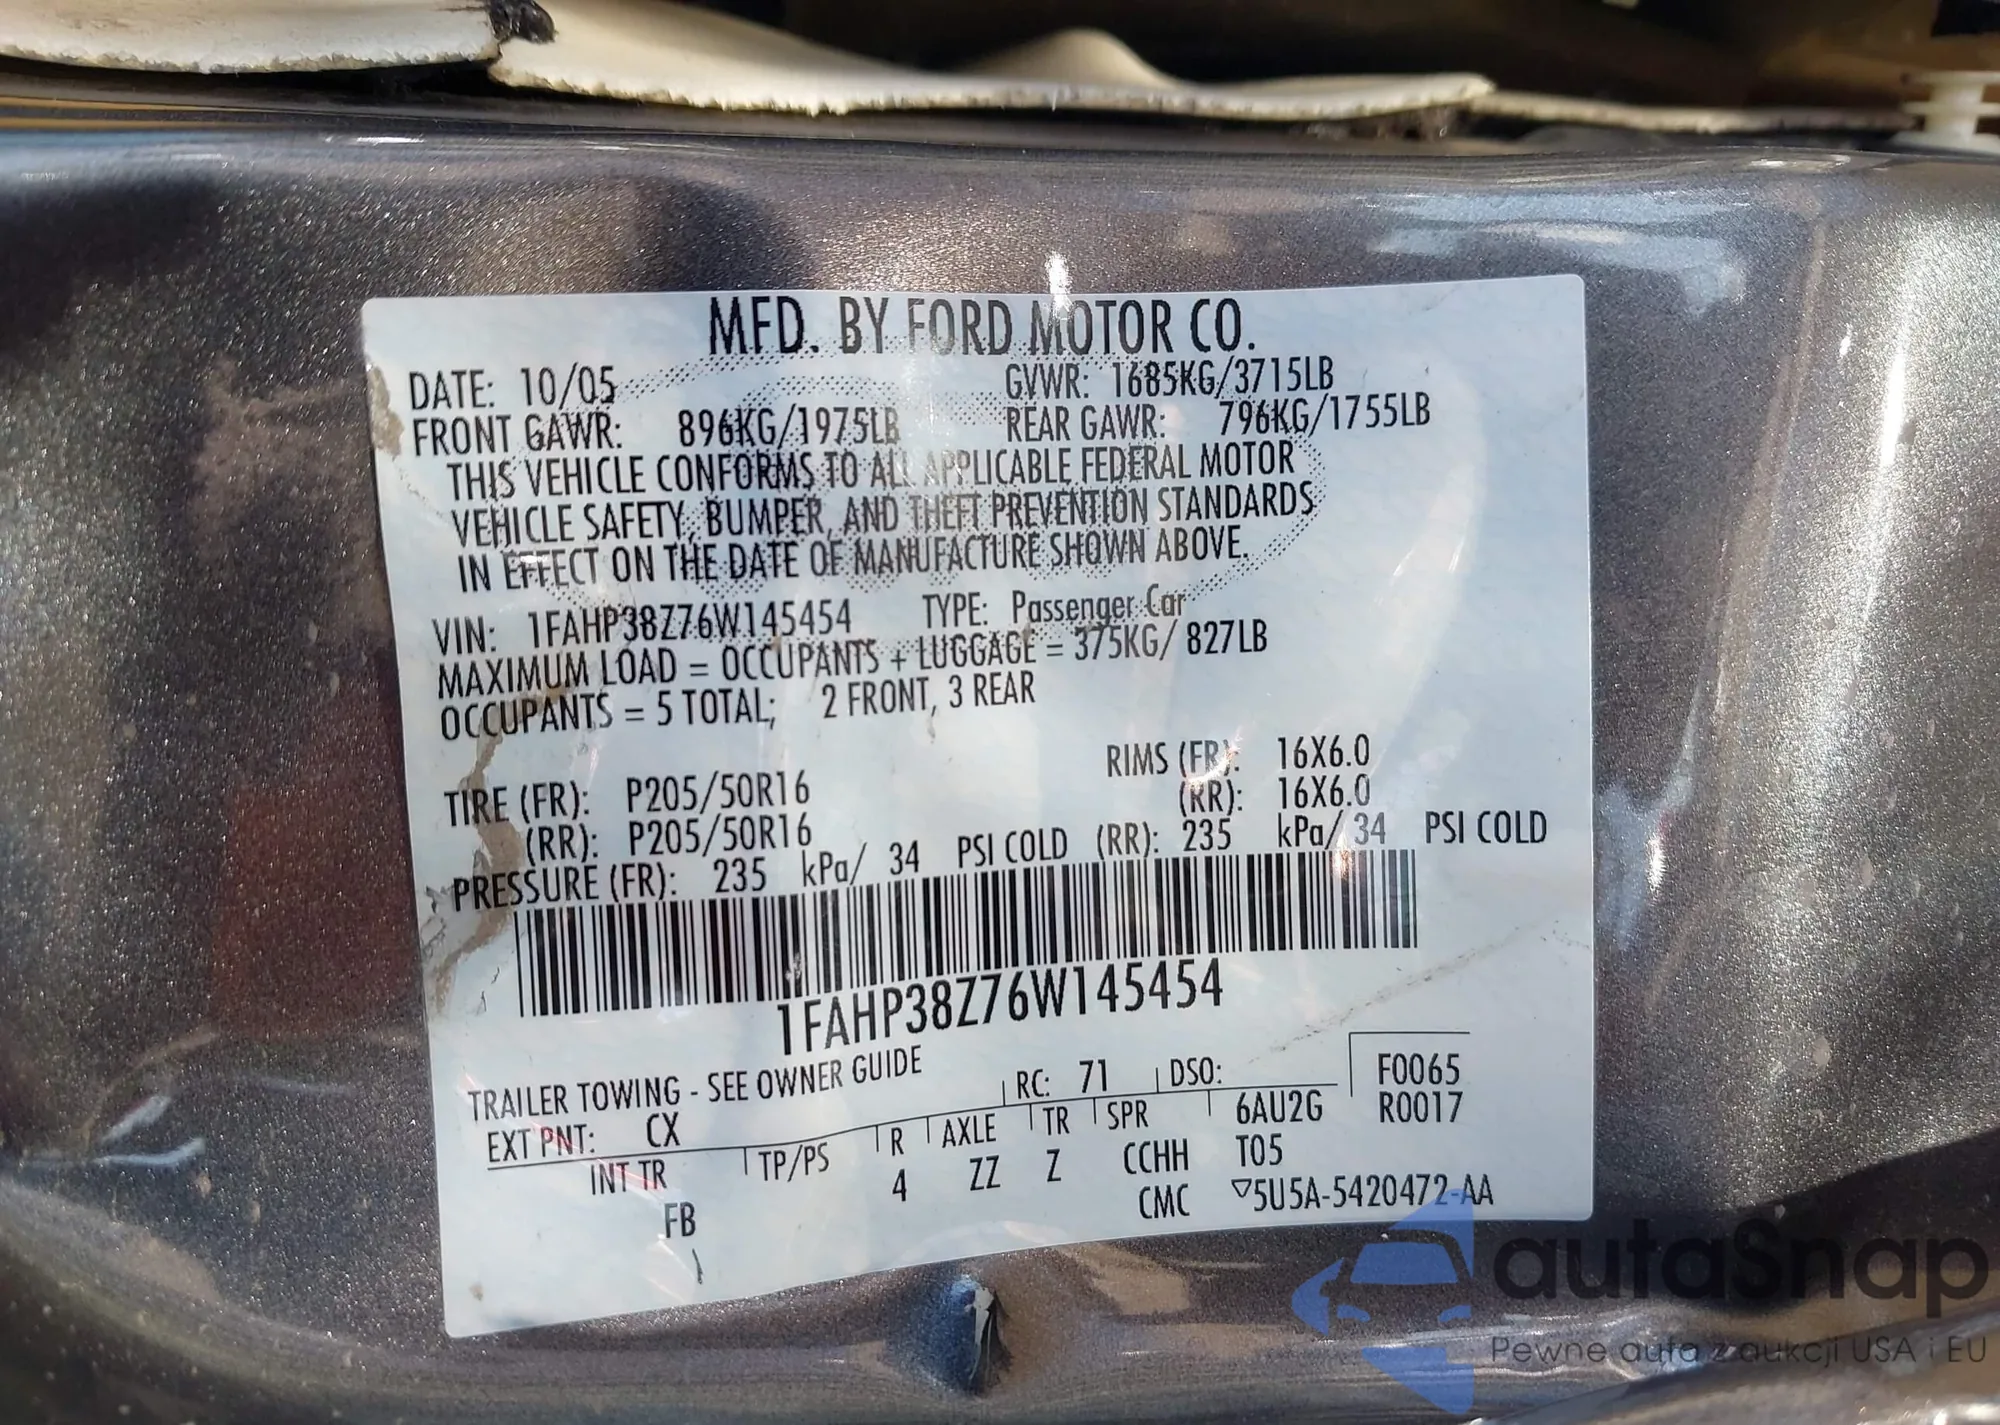 MFD. BY FORD MOTOR CO.
DATE: 10/05 GVWR: 1685KG/3715LB
FRONT GAWR: 896KG/1975LB REAR GAWR: 796KG/1755LB
THIS VEHICLE CONFORMS TO ALL APPLICABLE FEDERAL MOTOR
VEHICLE SAFETY, BUMPER, AND THEFT PREVENTION STANDARDS
IN EFFECT ON THE DATE OF MANUFACTURE SHOWN ABOVE.
VIN: 1FAHP38Z76W145454 TYPE: Passenger Car
MAXIMUM LOAD = OCCUPANTS + LUGGAGE = 375KG/ 827LB
OCCUPANTS = 5 TOTAL; 2 FRONT, 3 REAR
TIRE (FR): P205/50R16 RIMS (FR): 16X6.0
(RR): P205/50R16 (RR): 16X6.0
PRESSURE (FR): 235 kPa/ 34 PSI COLD (RR): 235 kPa/ 34 PSI COLD
1FAHP38Z76W145454
TRAILER TOWING - SEE OWNER GUIDE RC: 71 DSO: F0065
EXT PNT: CX R AXLE TR SPR 6AU2G R0017
INT TR TP/PS 4 ZZ Z CCHH T05
FB CMC ▽5U5A-5420472-AA
autaSnap
Pewne auta z aukcji USA i EU